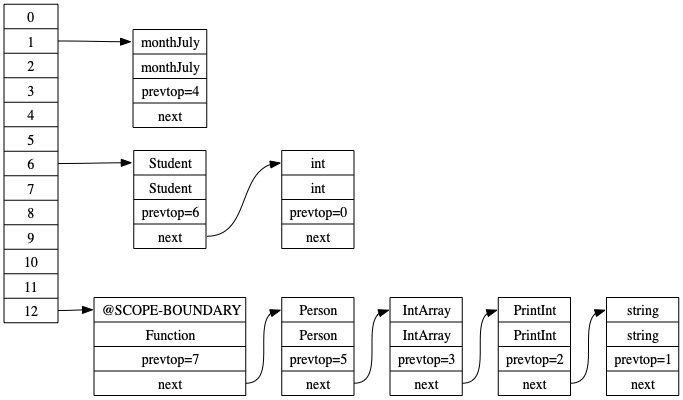 0
1
2
3
4
5
6
7
8
9
10
11
12
monthJuly
monthJuly
prevtop=4
next
Student
Student
prevtop=6
next
int
int
prevtop=0
next
@SCOPE-BOUNDARY
Function
prevtop=7
next
Person
Person
prevtop=5
next
IntArray
IntArray
prevtop=3
next
PrintInt
PrintInt
prevtop=2
next
string
string
prevtop=1
next